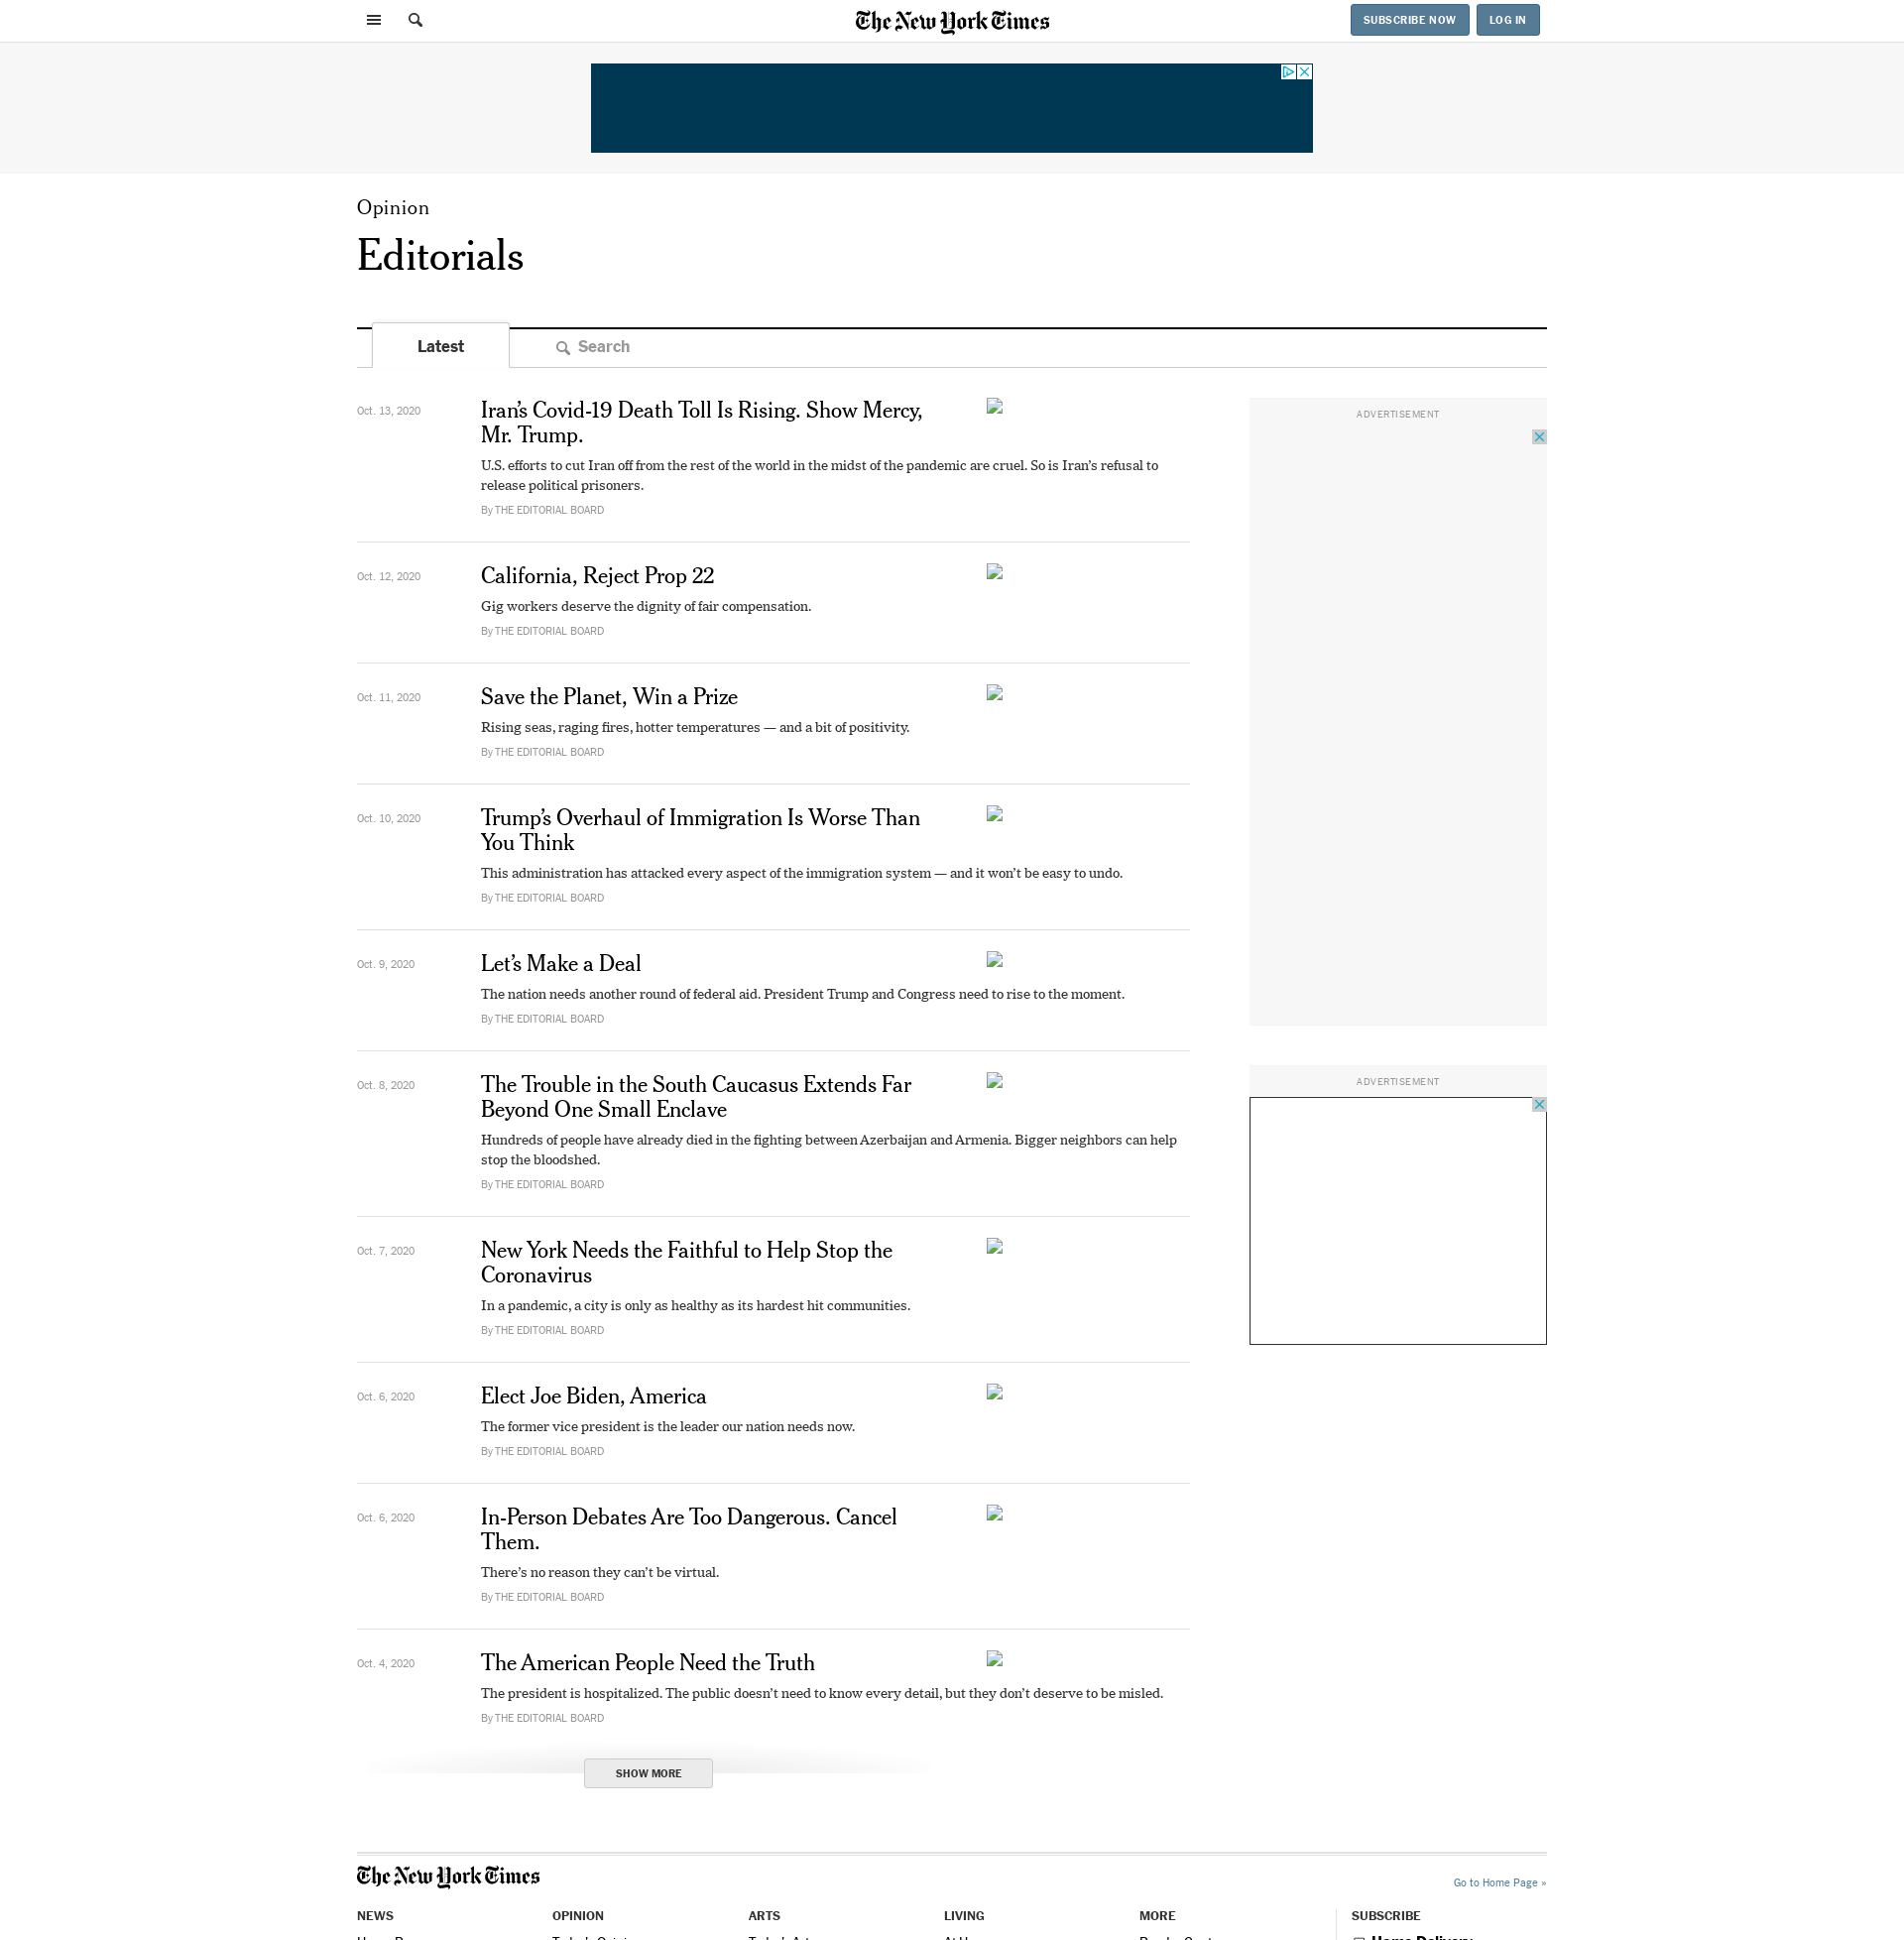 The New York Times
SUBSCRIBE NOW
LOG IN
Opinion
Editorials
Latest
Search
Oct. 13, 2020
Iran’s Covid-19 Death Toll Is Rising. Show Mercy,
Mr. Trump.
U.S. efforts to cut Iran off from the rest of the world in the midst of the pandemic are cruel. So is Iran’s refusal to
release political prisoners.
By THE EDITORIAL BOARD
ADVERTISEMENT
Oct. 12, 2020
California, Reject Prop 22
Gig workers deserve the dignity of fair compensation.
By THE EDITORIAL BOARD
Oct. 11, 2020
Save the Planet, Win a Prize
Rising seas, raging fires, hotter temperatures — and a bit of positivity.
By THE EDITORIAL BOARD
Oct. 10, 2020
Trump’s Overhaul of Immigration Is Worse Than
You Think
This administration has attacked every aspect of the immigration system — and it won’t be easy to undo.
By THE EDITORIAL BOARD
Oct. 9, 2020
Let’s Make a Deal
The nation needs another round of federal aid. President Trump and Congress need to rise to the moment.
By THE EDITORIAL BOARD
Oct. 8, 2020
The Trouble in the South Caucasus Extends Far
Beyond One Small Enclave
Hundreds of people have already died in the fighting between Azerbaijan and Armenia. Bigger neighbors can help
stop the bloodshed.
By THE EDITORIAL BOARD
ADVERTISEMENT
Oct. 7, 2020
New York Needs the Faithful to Help Stop the
Coronavirus
In a pandemic, a city is only as healthy as its hardest hit communities.
By THE EDITORIAL BOARD
Oct. 6, 2020
Elect Joe Biden, America
The former vice president is the leader our nation needs now.
By THE EDITORIAL BOARD
Oct. 6, 2020
In-Person Debates Are Too Dangerous. Cancel
Them.
There’s no reason they can’t be virtual.
By THE EDITORIAL BOARD
Oct. 4, 2020
The American People Need the Truth
The president is hospitalized. The public doesn’t need to know every detail, but they don’t deserve to be misled.
By THE EDITORIAL BOARD
SHOW MORE
The New York Times
Go to Home Page »
NEWS
OPINION
ARTS
LIVING
MORE
SUBSCRIBE
Home Delivery